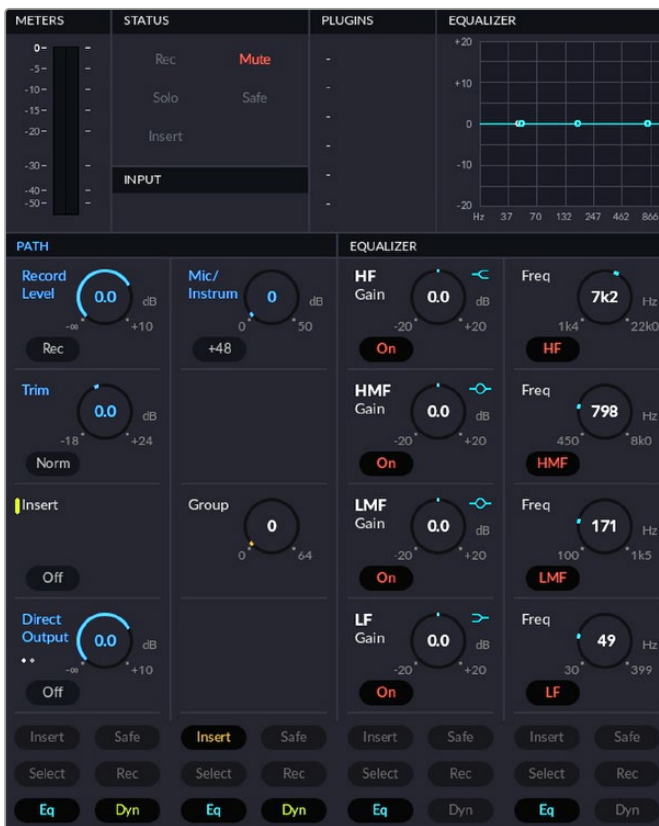 METERS
STATUS
PLUGINS
EQUALIZER
0-
-5-
-10-
-15-
-20-
-30-
-40-
-50-
Rec Mute
Solo Safe
Insert
INPUT
-
-
-
-
-
-
+20
+10
0
-10
-20
Hz 37 70 132 247 462 866
PATH
EQUALIZER
Record
Level
0.0
dB
-∞ +10
Rec
Mic/
Instrum
0
dB
0 50
+48
HF
Gain
0.0
dB
-20 +20
On
Freq
7k2
Hz
1k4 22k0
HF
Trim
0.0
dB
-18 +24
Norm
HMF
Gain
0.0
dB
-20 +20
On
Freq
798
Hz
450 8k0
HMF
Insert
Off
Group
0
0 64
LMF
Gain
0.0
dB
-20 +20
On
Freq
171
Hz
100 1k5
LMF
Direct
Output
0.0
dB
-∞ +10
Off
LF
Gain
0.0
dB
-20 +20
On
Freq
49
Hz
30 399
LF
Insert Safe Insert Safe Insert Safe Insert Safe
Select Rec Select Rec Select Rec Select Rec
Eq Dyn Eq Dyn Eq Dyn Eq Dyn